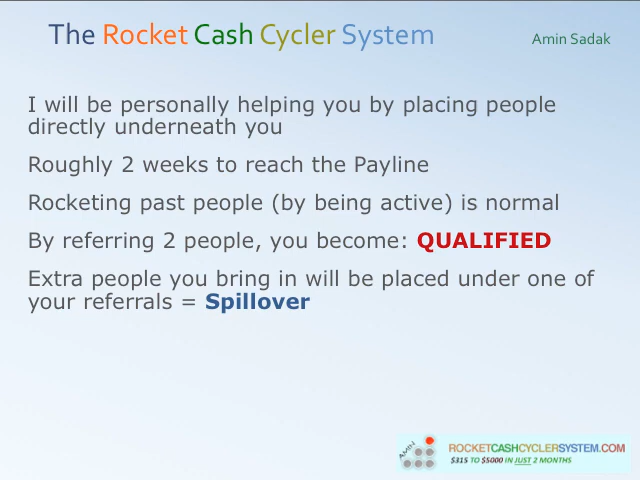 The Rocket Cash Cycler System
Amin Sadak
I will be personally helping you by placing people
directly underneath you
Roughly 2 weeks to reach the Payline
Rocketing past people (by being active) is normal
By referring 2 people, you become: QUALIFIED
Extra people you bring in will be placed under one of
your referrals = Spillover
AMIN
ROCKETCASHCYCLERSYSTEM.COM
$315 TO $5000 IN JUST 2 MONTHS